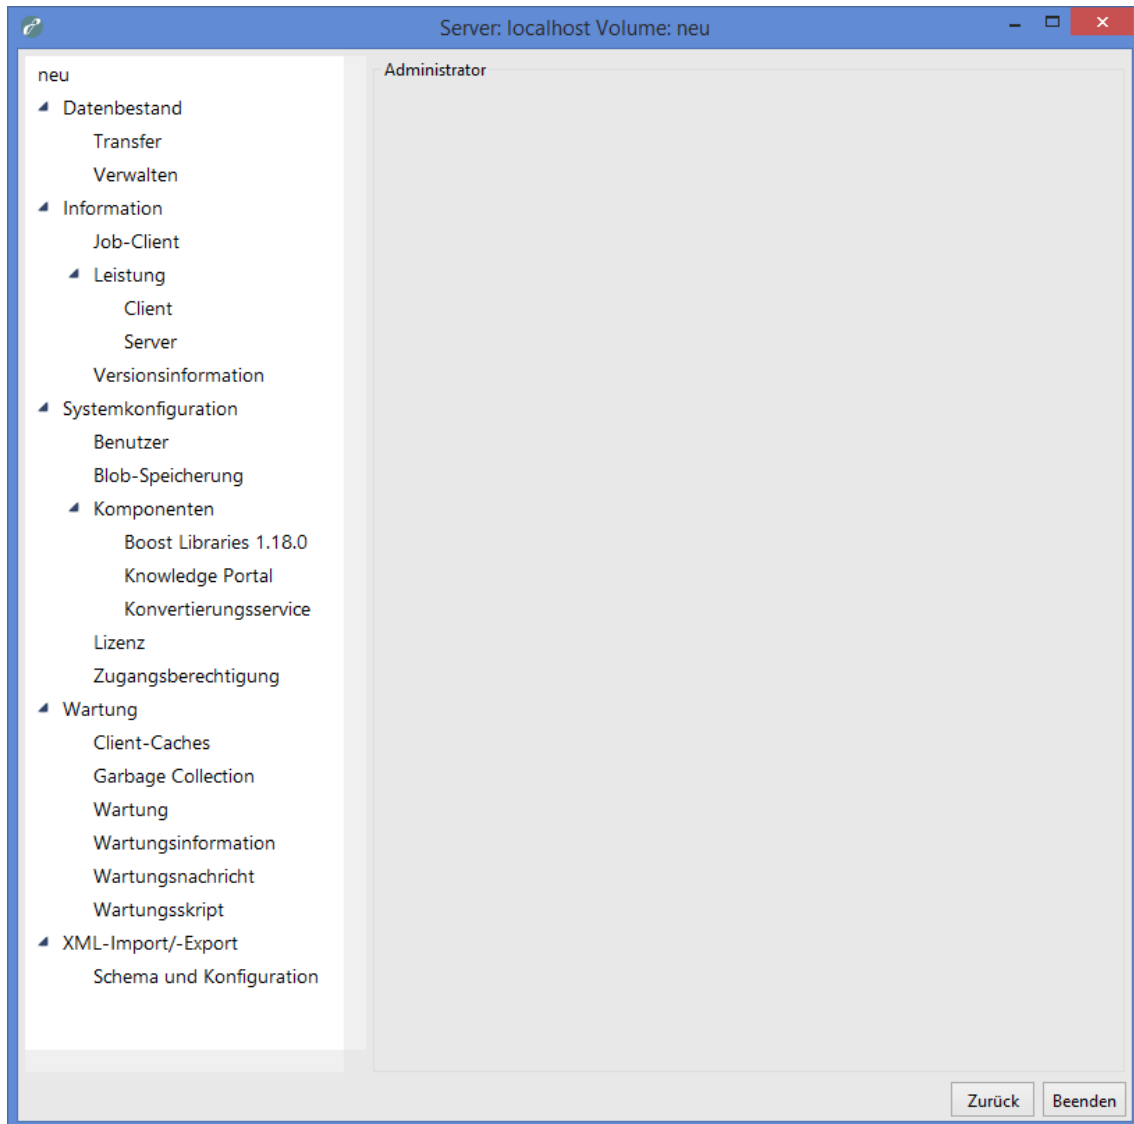 Server: localhost Volume: neu
neu
Datenbestand
Transfer
Verwalten
Information
Job-Client
Leistung
Client
Server
Versionsinformation
Systemkonfiguration
Benutzer
Blob-Speicherung
Komponenten
Boost Libraries 1.18.0
Knowledge Portal
Konvertierungsservice
Lizenz
Zugangsberechtigung
Wartung
Client-Caches
Garbage Collection
Wartung
Wartungsinformation
Wartungsnachricht
Wartungsskript
XML-Import/-Export
Schema und Konfiguration
Administrator
Zurück Beenden